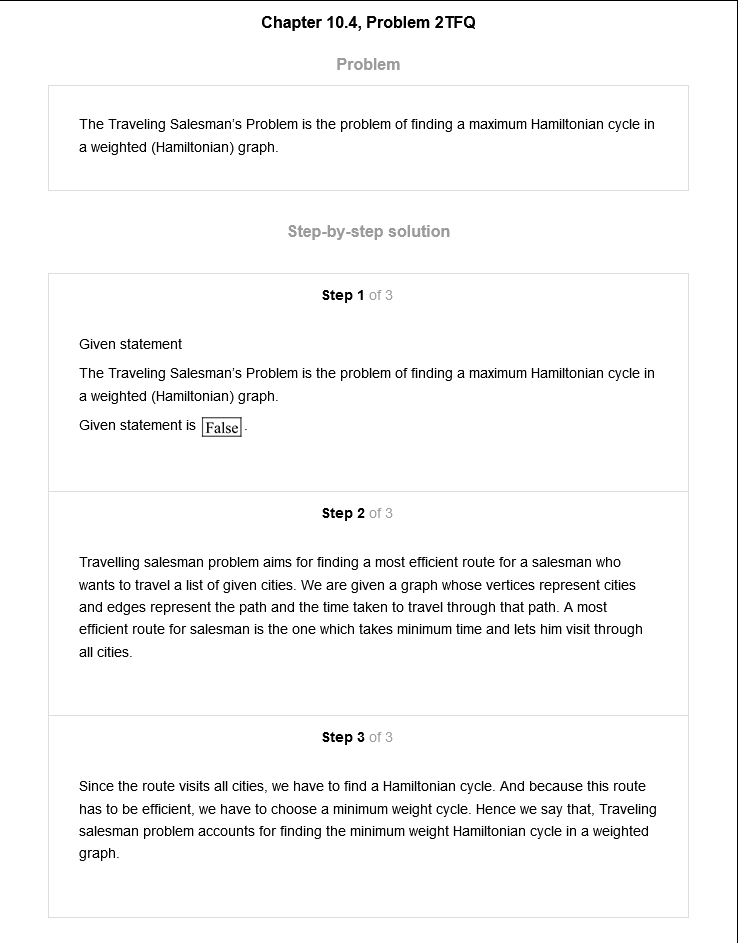 Chapter 10.4, Problem 2TFQ
Problem
The Traveling Salesman's Problem is the problem of finding a maximum Hamiltonian cycle in
a weighted (Hamiltonian) graph.
Step-by-step solution
Step 1 of 3
Given statement
The Traveling Salesman's Problem is the problem of finding a maximum Hamiltonian cycle in
a weighted (Hamiltonian) graph.
Given statement is False.
Step 2 of 3
Travelling salesman problem aims for finding a most efficient route for a salesman who
wants to travel a list of given cities. We are given a graph whose vertices represent cities
and edges represent the path and the time taken to travel through that path. A most
efficient route for salesman is the one which takes minimum time and lets him visit through
all cities.
Step 3 of 3
Since the route visits all cities, we have to find a Hamiltonian cycle. And because this route
has to be efficient, we have to choose a minimum weight cycle. Hence we say that, Traveling
salesman problem accounts for finding the minimum weight Hamiltonian cycle in a weighted
graph.